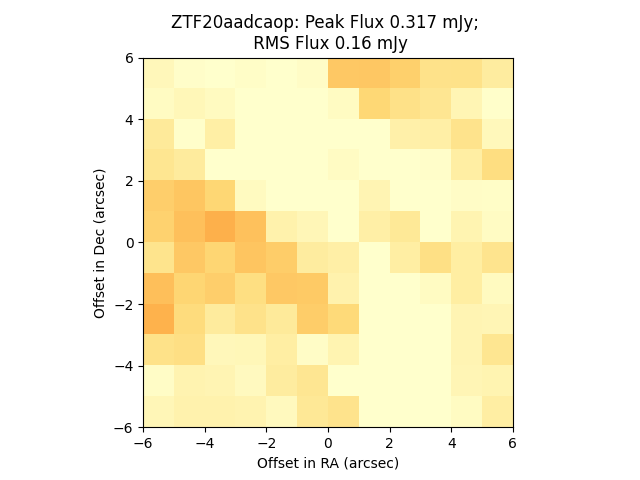 ZTF20aadcaop: Peak Flux 0.317 mJy;
RMS Flux 0.16 mJy
6
4
2
0
−2
−4
−6
Offset in Dec (arcsec)
−6 −4 −2 0 2 4 6
Offset in RA (arcsec)